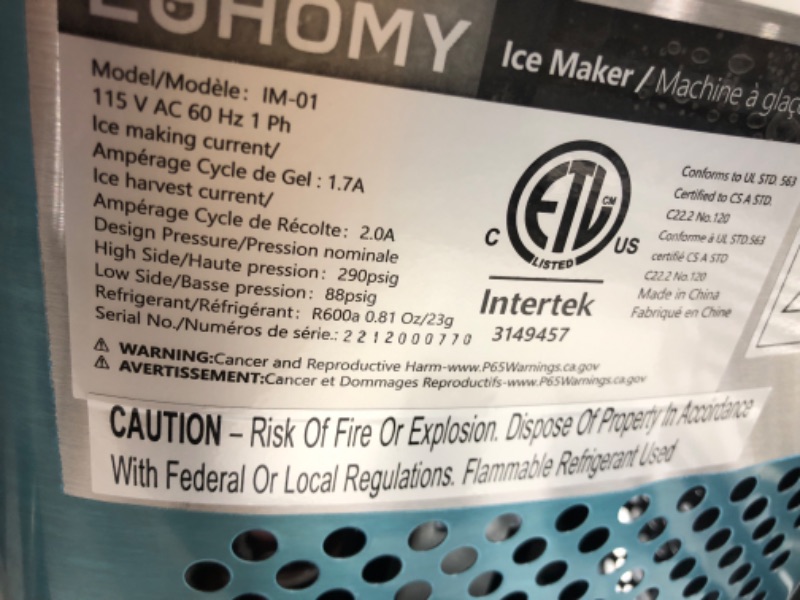 EUHOMY
Ice Maker / Machine à glaç
Model/Modèle: IM-01
115 V AC 60 Hz 1 Ph
Ice making current/
Ampérage Cycle de Gel : 1.7A
Ice harvest current/
Ampérage Cycle de Récolte: 2.0A
Design Pressure/Pression nominale
High Side/Haute pression: 290psig
Low Side/Basse pression: 88psig
Refrigerant/Réfrigérant: R600a 0.81 Oz/23g
Serial No./Numéros de série.: 2212000770
C ETL CM US
LISTED
Intertek
3149457
Conforms to UL STD. 563
Certified to CSA STD.
C22.2 No.120
Conforme à UL STD.563
certifié CSA STD
C22.2 No.120
Made in China
Fabriqué en Chine
WARNING:Cancer and Reproductive Harm-www.P65Warnings.ca.gov
AVERTISSEMENT:Cancer et Dommages Reproductifs-www.P65Warnings.ca.gov
CAUTION – Risk Of Fire Or Explosion. Dispose Of Property In Accordance
With Federal Or Local Regulations. Flammable Refrigerant Used